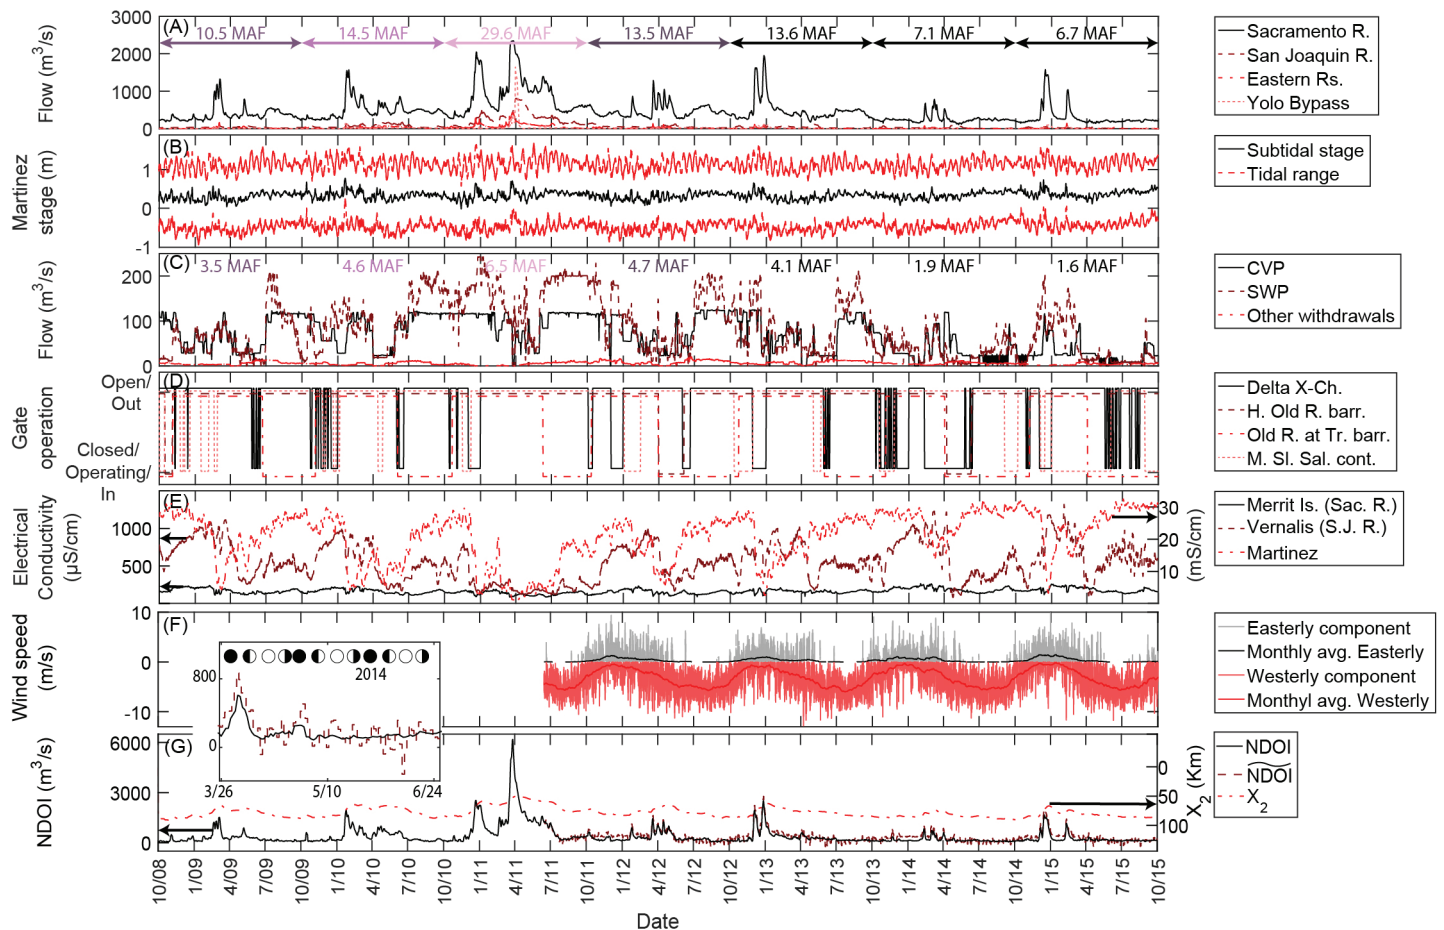 (A)
3000
2000
1000
0
Flow (m³/s)
10.5 MAF
14.5 MAF
29.6 MAF
13.5 MAF
13.6 MAF
7.1 MAF
6.7 MAF
Sacramento R.
San Joaquin R.
Eastern Rs.
Yolo Bypass
(B)
1
0
-1
Martinez
stage (m)
Subtidal stage
Tidal range
(C)
200
100
0
Flow (m³/s)
3.5 MAF
4.6 MAF
6.5 MAF
4.7 MAF
4.1 MAF
1.9 MAF
1.6 MAF
CVP
SWP
Other withdrawals
(D)
Open/
Out
Closed/
Operating/
In
Gate
operation
Delta X-Ch.
H. Old R. barr.
Old R. at Tr. barr.
M. Sl. Sal. cont.
(E)
1000
500
Electrical
Conductivity
(µS/cm)
30
20
10
(mS/cm)
Merrit Is. (Sac. R.)
Vernalis (S.J. R.)
Martinez
(F)
10
0
-10
Wind speed
(m/s)
Easterly component
Monthly avg. Easterly
Westerly component
Monthyl avg. Westerly
800
0
2014
3/26
5/10
6/24
(G)
6000
3000
0
NDOI (m³/s)
0
50
100
X₂ (Km)
NDOI
NDOI
X₂
10/08
1/09
4/09
7/09
10/09
1/10
4/10
7/10
10/10
1/11
4/11
7/11
10/11
1/12
4/12
7/12
10/12
1/13
4/13
7/13
10/13
1/14
4/14
7/14
10/14
1/15
4/15
7/15
10/15
Date